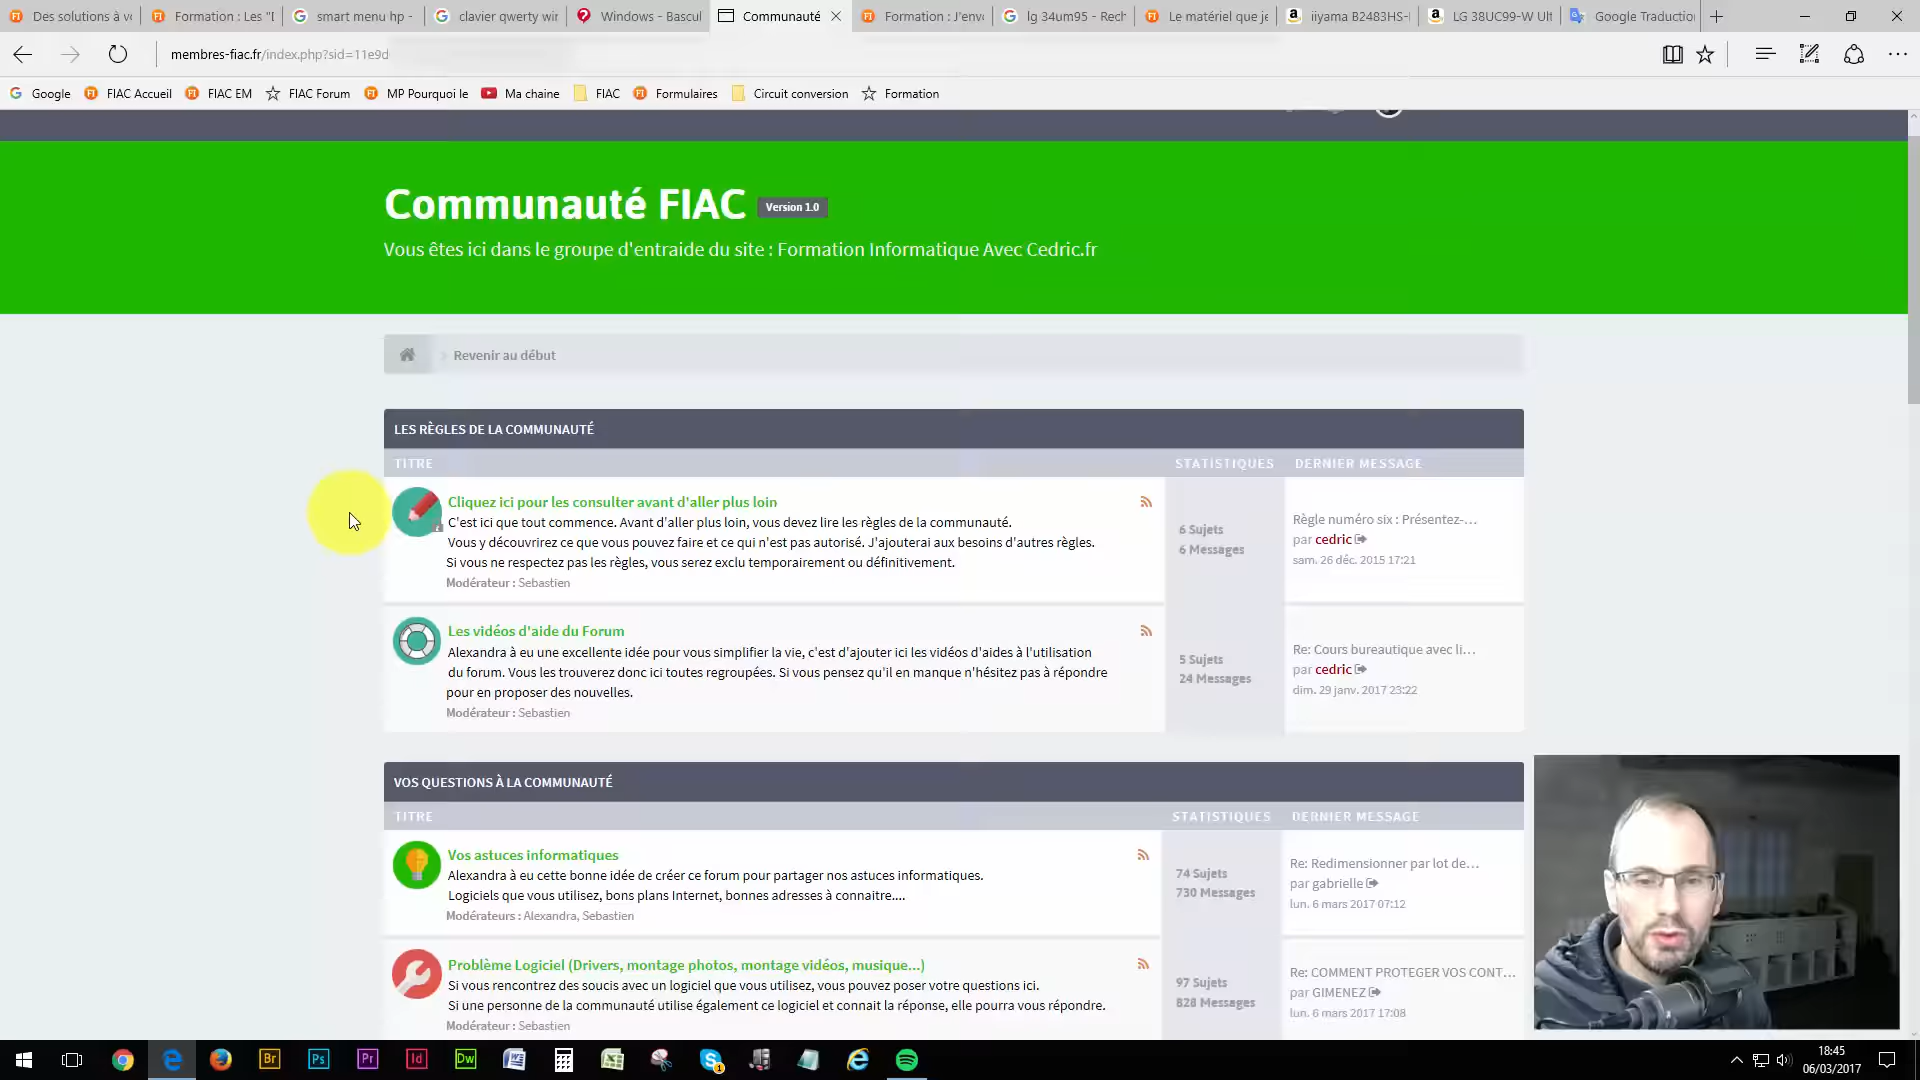 Des solutions à vo
Formation : Les "D
smart menu hp -
clavier qwerty win
Windows - Bascul
Communauté
Formation : J'env
lg 34um95 - Rech
Le matériel que je
iiyama B2483HS-
LG 38UC99-W Ult
Google Traductio
membres-fiac.fr/index.php?sid=11e9d
Google
FIAC Accueil
FIAC EM
FIAC Forum
MP Pourquoi le
Ma chaine
FIAC
Formulaires
Circuit conversion
Formation
Communauté FIAC
Version 1.0
Vous êtes ici dans le groupe d'entraide du site : Formation Informatique Avec Cedric.fr
Revenir au début
LES RÈGLES DE LA COMMUNAUTÉ
TITRE
STATISTIQUES
DERNIER MESSAGE
Cliquez ici pour les consulter avant d'aller plus loin
C'est ici que tout commence. Avant d'aller plus loin, vous devez lire les règles de la communauté.
Vous y découvrirez ce que vous pouvez faire et ce qui n'est pas autorisé. J'ajouterai aux besoins d'autres règles.
Si vous ne respectez pas les règles, vous serez exclu temporairement ou définitivement.
Modérateur : Sebastien
6 Sujets
6 Messages
Règle numéro six : Présentez-...
par cedric
sam. 26 déc. 2015 17:21
Les vidéos d'aide du Forum
Alexandra à eu une excellente idée pour vous simplifier la vie, c'est d'ajouter ici les vidéos d'aides à l'utilisation
du forum. Vous les trouverez donc ici toutes regroupées. Si vous pensez qu'il en manque n'hésitez pas à répondre
pour en proposer des nouvelles.
Modérateur : Sebastien
5 Sujets
24 Messages
Re: Cours bureautique avec li...
par cedric
dim. 29 janv. 2017 23:22
VOS QUESTIONS À LA COMMUNAUTÉ
TITRE
STATISTIQUES
DERNIER MESSAGE
Vos astuces informatiques
Alexandra à eu cette bonne idée de créer ce forum pour partager nos astuces informatiques.
Logiciels que vous utilisez, bons plans Internet, bonnes adresses à connaitre....
Modérateurs : Alexandra, Sebastien
74 Sujets
730 Messages
Re: Redimensionner par lot de...
par gabrielle
lun. 6 mars 2017 07:12
Problème Logiciel (Drivers, montage photos, montage vidéos, musique...)
Si vous rencontrez des soucis avec un logiciel que vous utilisez, vous pouvez poser votre questions ici.
Si une personne de la communauté utilise également ce logiciel et connait la réponse, elle pourra vous répondre.
Modérateur : Sebastien
97 Sujets
828 Messages
Re: COMMENT PROTEGER VOS CONT...
par GIMENEZ
lun. 6 mars 2017 17:08
Br
Ps
Pr
Id
Dw
18:45
06/03/2017